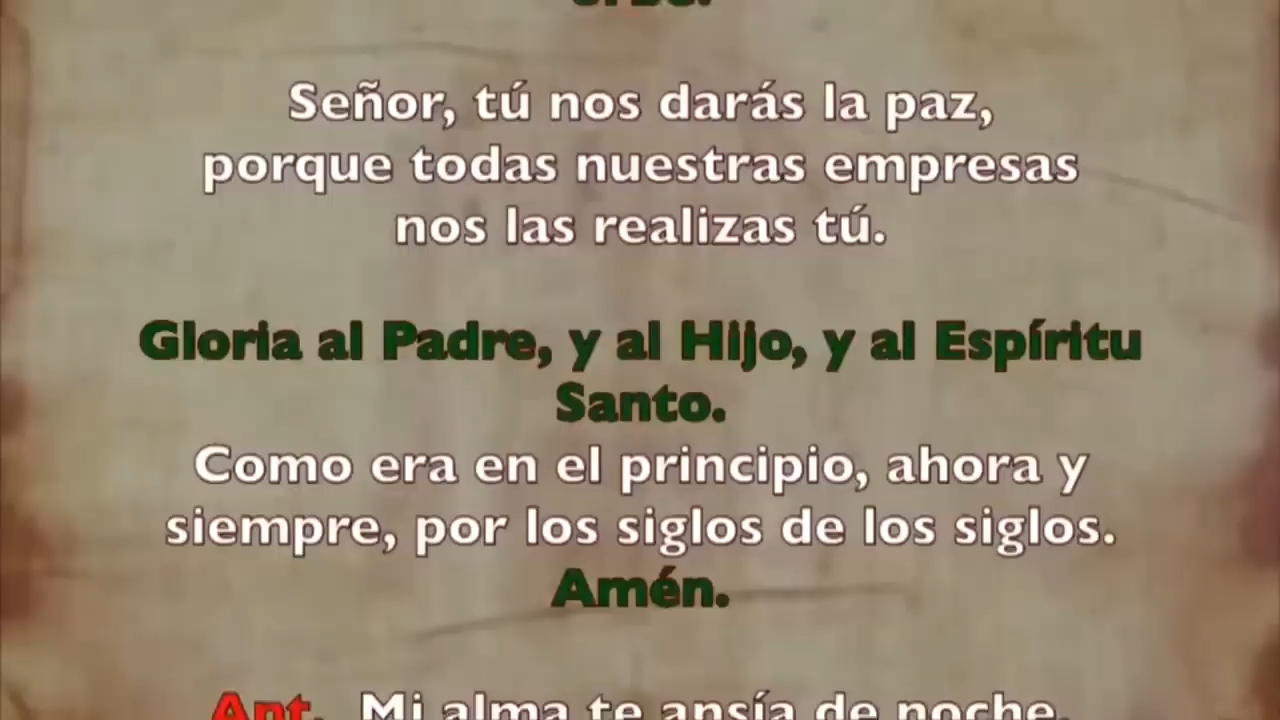 Señor, tú nos darás la paz,
porque todas nuestras empresas
nos las realizas tú.
Gloria al Padre, y al Hijo, y al Espíritu
Santo.
Como era en el principio, ahora y
siempre, por los siglos de los siglos.
Amén.
Ant. Mi alma te ansía de noche,